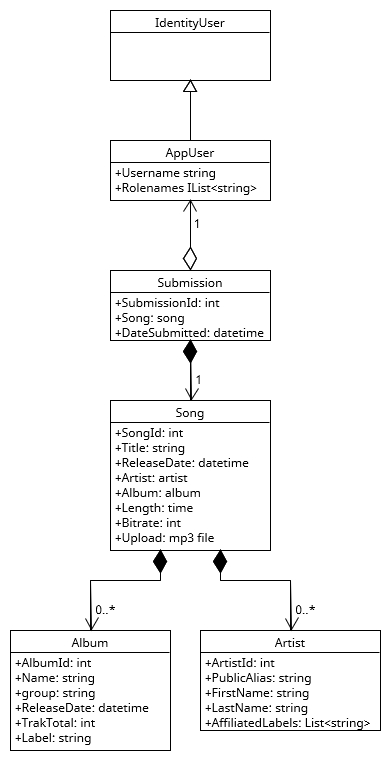 IdentityUser
AppUser
+Username string
+Rolenames IList<string>
1
Submission
+SubmissionId: int
+Song: song
+DateSubmitted: datetime
1
Song
+SongId: int
+Title: string
+ReleaseDate: datetime
+Artist: artist
+Album: album
+Length: time
+Bitrate: int
+Upload: mp3 file
0..*
0..*
Album
+AlbumId: int
+Name: string
+group: string
+ReleaseDate: datetime
+TrakTotal: int
+Label: string
Artist
+ArtistId: int
+PublicAlias: string
+FirstName: string
+LastName: string
+AffiliatedLabels: List<string>